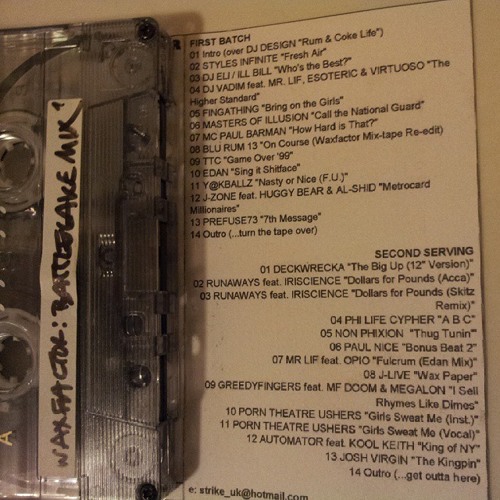 WAXFACTOR: BATTLECAKE MIX'
A
FIRST BATCH
01 Intro (over DJ DESIGN "Rum & Coke Life")
02 STYLES INFINITE "Fresh Air"
03 DJ ELI / ILL BILL "Who's the Best?"
04 DJ VADIM feat. MR. LIF, ESOTERIC & VIRTUOSO "The
Higher Standard"
05 FINGATHING "Bring on the Girls"
06 MASTERS OF ILLUSION "Call the National Guard"
07 MC PAUL BARMAN "How Hard is That?"
08 BLU RUM 13 "On Course (Waxfactor Mix-tape Re-edit)
09 TTC "Game Over '99"
10 EDAN "Sing it Shitface"
11 Y@KBALLZ "Nasty or Nice (F.U.)"
12 J-ZONE feat. HUGGY BEAR & AL-SHID "Metrocard
Millionaires"
13 PREFUSE73 "7th Message"
14 Outro (...turn the tape over)
SECOND SERVING
01 DECKWRECKA "The Big Up (12" Version)"
02 RUNAWAYS feat. IRISCIENCE "Dollars for Pounds (Acca)"
03 RUNAWAYS feat. IRISCIENCE "Dollars for Pounds (Skitz
Remix)"
04 PHI LIFE CYPHER "A B C"
05 NON PHIXION "Thug Tunin'"
06 PAUL NICE "Bonus Beat 2"
07 MR LIF feat. OPIO "Fulcrum (Edan Mix)"
08 J-LIVE "Wax Paper"
09 GREEDYFINGERS feat. MF DOOM & MEGALON "I Sell
Rhymes Like Dimes"
10 PORN THEATRE USHERS "Girls Sweat Me (Inst.)"
11 PORN THEATRE USHERS "Girls Sweat Me (Vocal)"
12 AUTOMATOR feat. KOOL KEITH "King of NY"
13 JOSH VIRGIN "The Kingpin"
14 Outro (...get outta here)
e: strike_uk@hotmail.com